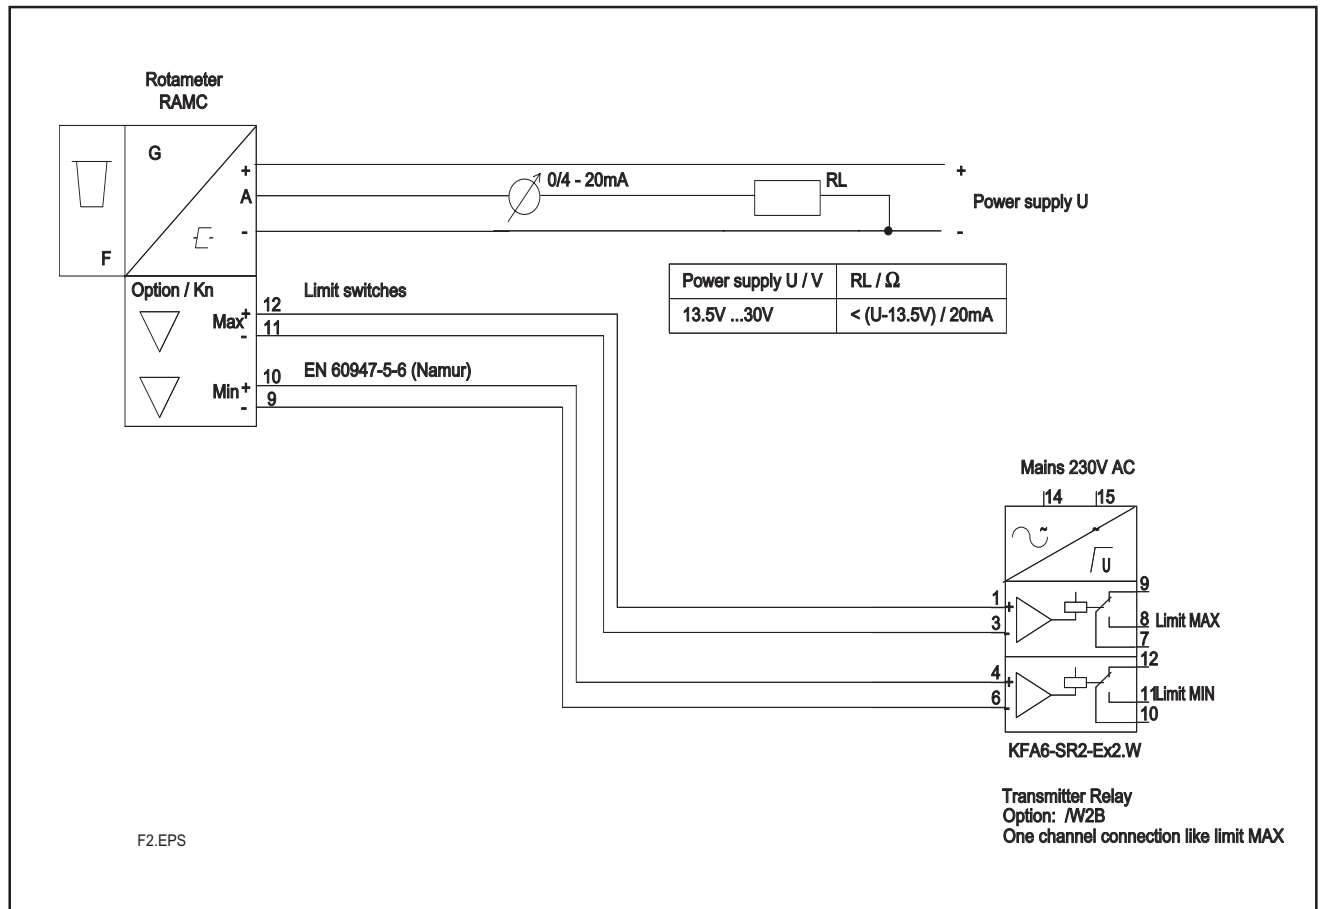 Rotameter
RAMC
G
F
+
A
-
0/4 - 20mA
RL
+
Power supply U
-
Power supply U / V RL / Ω
13.5V ...30V < (U-13.5V) / 20mA
Option / Kn
Limit switches
Max + 12
- 11
EN 60947-5-6 (Namur)
Min + 10
- 9
Mains 230V AC
14 15
~ ~
U
1 + 9
8 Limit MAX
3 - 7
4 + 12
11 Limit MIN
6 - 10
KFA6-SR2-Ex2.W
Transmitter Relay
Option: /W2B
One channel connection like limit MAX
F2.EPS